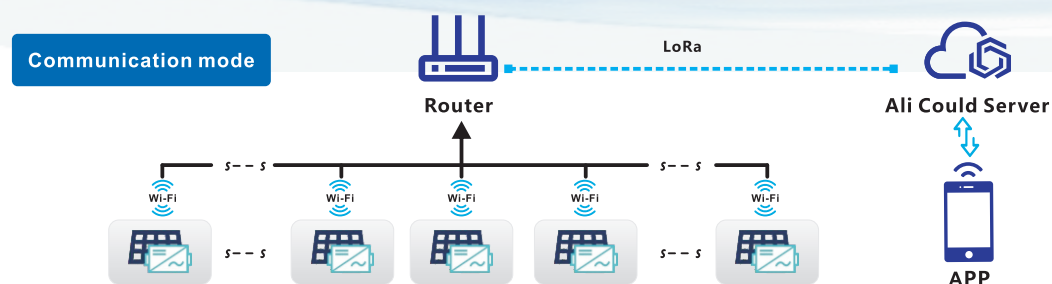 Communication mode
LoRa
Router
Ali Could Server
s-- s
s-- s
Wi-Fi
Wi-Fi
Wi-Fi
Wi-Fi
Wi-Fi
s-- s
s-- s
APP